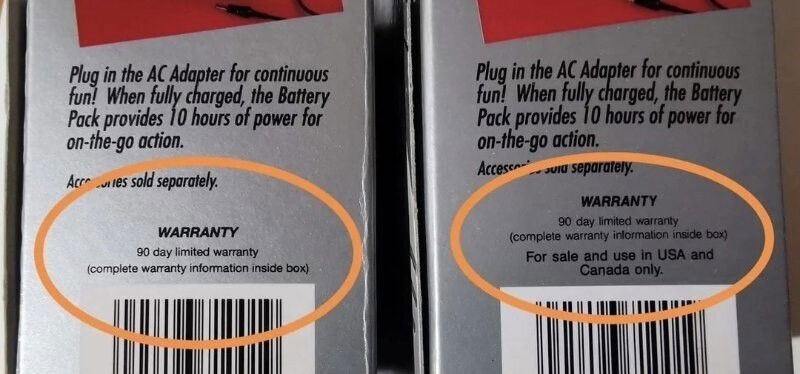 Plug in the AC Adapter for continuous
fun! When fully charged, the Battery
Pack provides 10 hours of power for
on-the-go action.
Accessories sold separately.
WARRANTY
90 day limited warranty
(complete warranty information inside box)
Plug in the AC Adapter for continuous
fun! When fully charged, the Battery
Pack provides 10 hours of power for
on-the-go action.
Accessories sold separately.
WARRANTY
90 day limited warranty
(complete warranty information inside box)
For sale and use in USA and
Canada only.